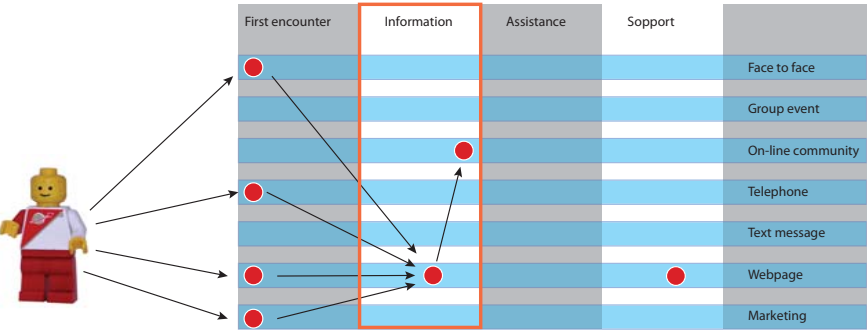 First encounter Information Assistance Sopport
Face to face
Group event
On-line community
Telephone
Text message
Webpage
Marketing